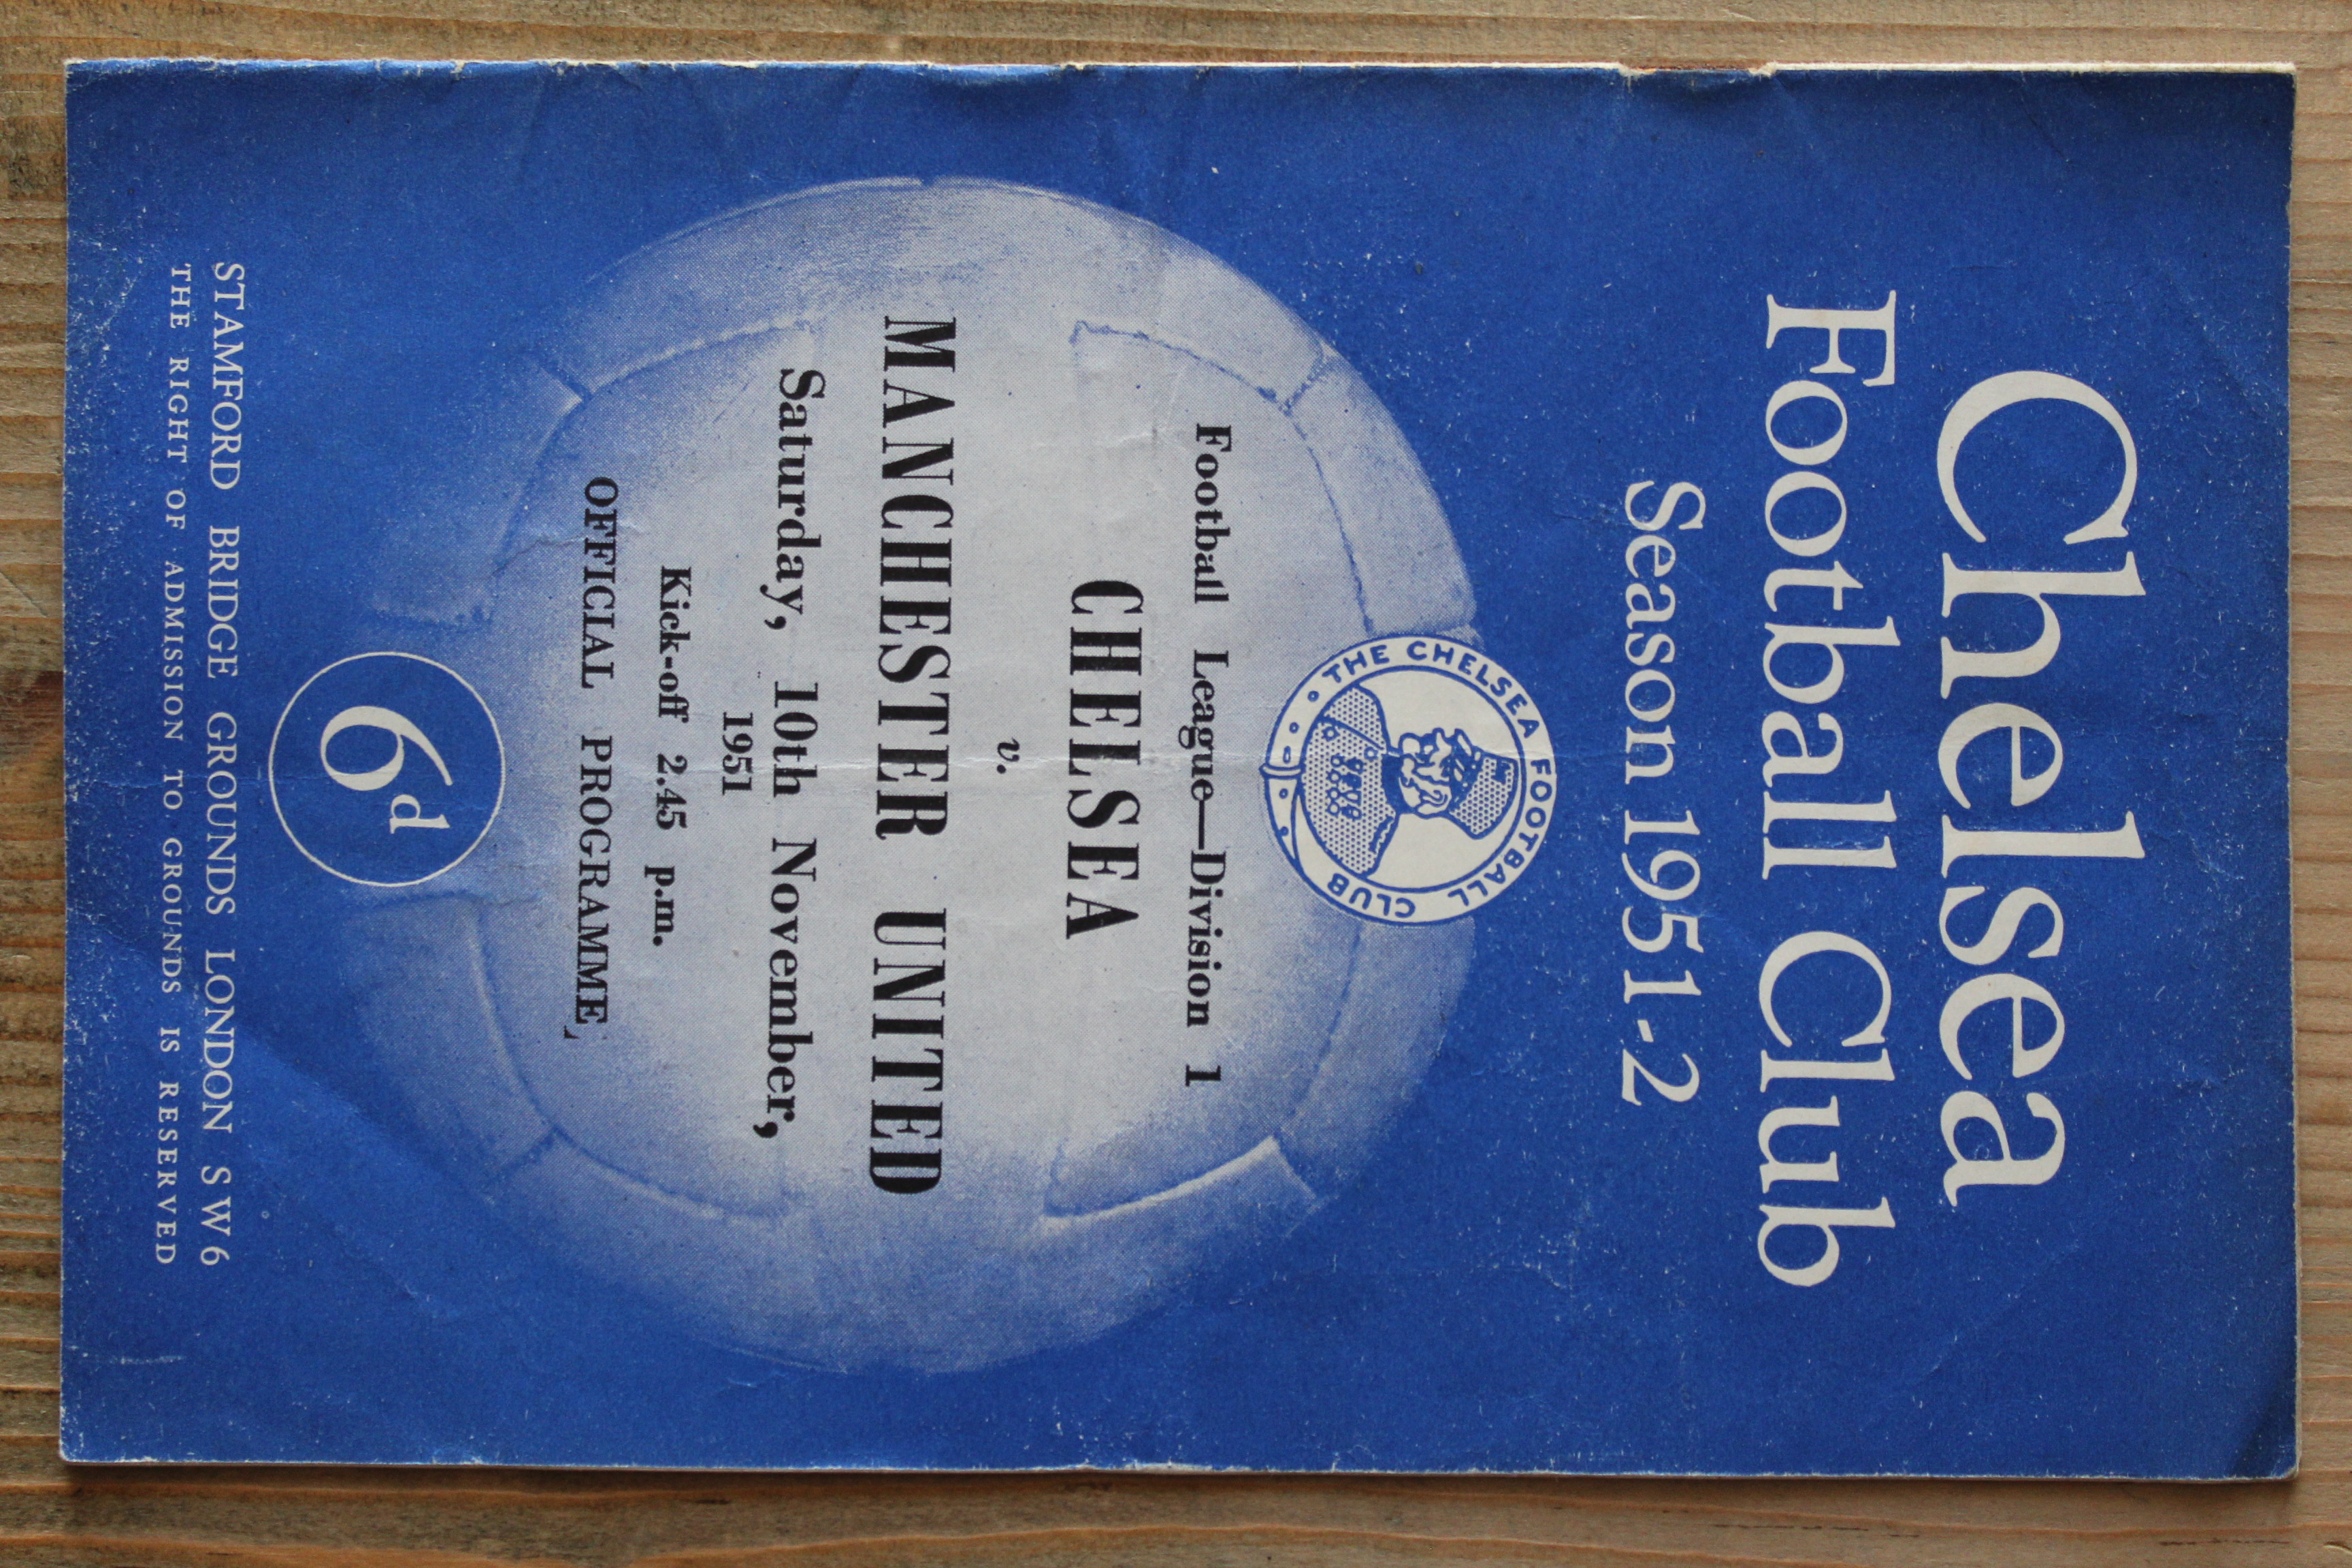 Chelsea
Football Club
Season 1951-2
THE CHELSEA FOOTBALL CLUB
Football League—Division 1
CHELSEA
v.
MANCHESTER UNITED
Saturday, 10th November,
1951
Kick-off 2.45 p.m.
OFFICIAL PROGRAMME
6d
STAMFORD BRIDGE GROUNDS LONDON SW6
THE RIGHT OF ADMISSION TO GROUNDS IS RESERVED